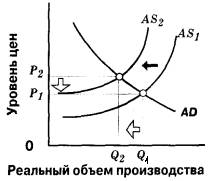 Уровень цен
AS₂
AS₁
P₂
P₁
AD
0
Q₂ Q₁
Реальный объем производства